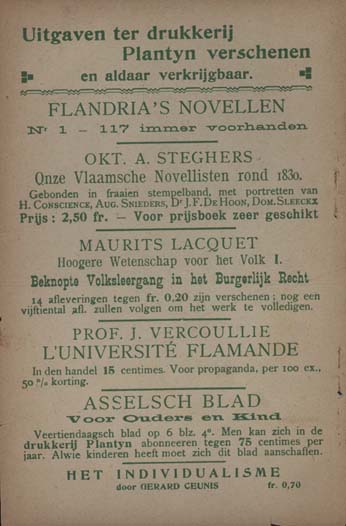 Uitgaven ter drukkerij
Plantyn verschenen
en aldaar verkrijgbaar.
FLANDRIA'S NOVELLEN
Nr 1 – 117 immer voorhanden
OKT. A. STEGHERS
Onze Vlaamsche Novellisten rond 1830.
Gebonden in fraaien stempelband, met portretten van
H. CONSCIENCE, AUG. SNIEDERS, Dr J. F. DE HOON, DOM. SLEECKX
Prijs : 2,50 fr. – Voor prijsboek zeer geschikt
MAURITS LACQUET
Hoogere Wetenschap voor het Volk I.
Beknopte Volksleergang in het Burgerlijk Recht
14 afleveringen tegen fr. 0,20 zijn verschenen ; nog een
vijftiental afl. zullen volgen om het werk te volledigen.
PROF. J. VERCOULLIE
L'UNIVERSITÉ FLAMANDE
In den handel 15 centimes. Voor propaganda, per 100 ex.,
50 % korting.
ASSELSCH BLAD
Voor Ouders en Kind
Veertiendaagsch blad op 6 blz. 4°. Men kan zich in de
drukkerij Plantyn abonneeren tegen 75 centimes per
jaar. Alwie kinderen heeft moet zich dit blad aanschaffen.
HET INDIVIDUALISME
door GERARD CEUNIS fr. 0,70